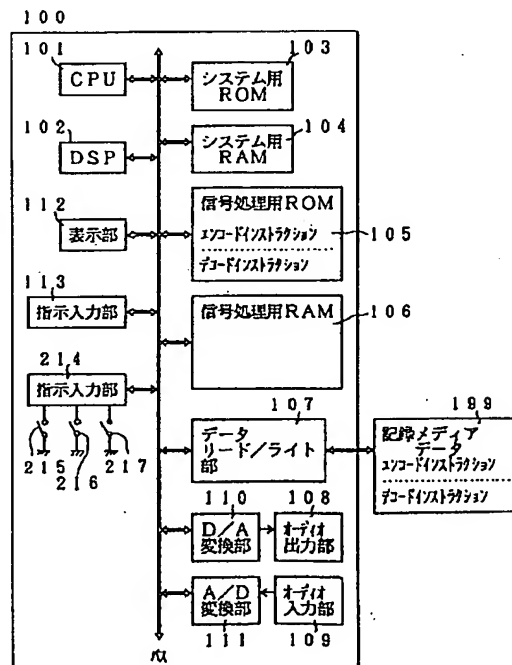 １００
１０１
ＣＰＵ
１０３
システム用
ＲＯＭ
１０２
ＤＳＰ
１０４
システム用
ＲＡＭ
１１２
表示部
信号処理用ＲＯＭ
ｴﾝｺｰﾄﾞｲﾝｽﾄﾗｸｼｮﾝ
ﾃﾞｺｰﾄﾞｲﾝｽﾄﾗｸｼｮﾝ
１０５
１１３
指示入力部
信号処理用ＲＡＭ
１０６
２１４
指示入力部
２１５
２１６
２１７
１０７
データ
リード／ライト
部
１９９
記録メディア
データ
ｴﾝｺｰﾄﾞｲﾝｽﾄﾗｸｼｮﾝ
ﾃﾞｺｰﾄﾞｲﾝｽﾄﾗｸｼｮﾝ
１１０
Ｄ／Ａ
変換部
１０８
ｵｰﾃﾞｨｵ
出力部
Ａ／Ｄ
変換部
１１１
ｵｰﾃﾞｨｵ
入力部
１０９
ﾊﾞｽ